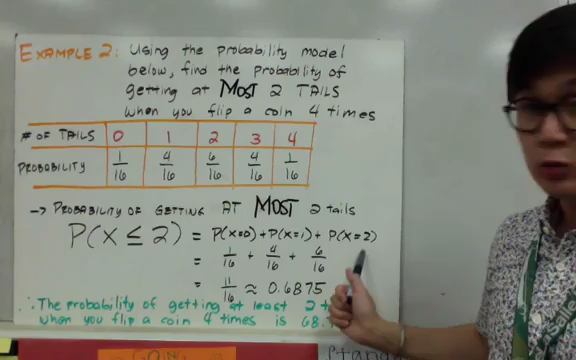 EXAMPLE 2: Using the probability model
below, find the probability of
getting at MOST 2 TAILS
when you flip a coin 4 times
# OF TAILS 0 1 2 3 4
PROBABILITY 1/16 4/16 6/16 4/16 1/16
→ PROBABILITY OF GETTING AT MOST 2 tails
P(X ≤ 2) = P(X=0) + P(X=1) + P(X=2)
= 1/16 + 4/16 + 6/16
= 11/16 ≈ 0.6875
∴ The probability of getting at least 2
when you flip a coin 4 times is 68.
GOING